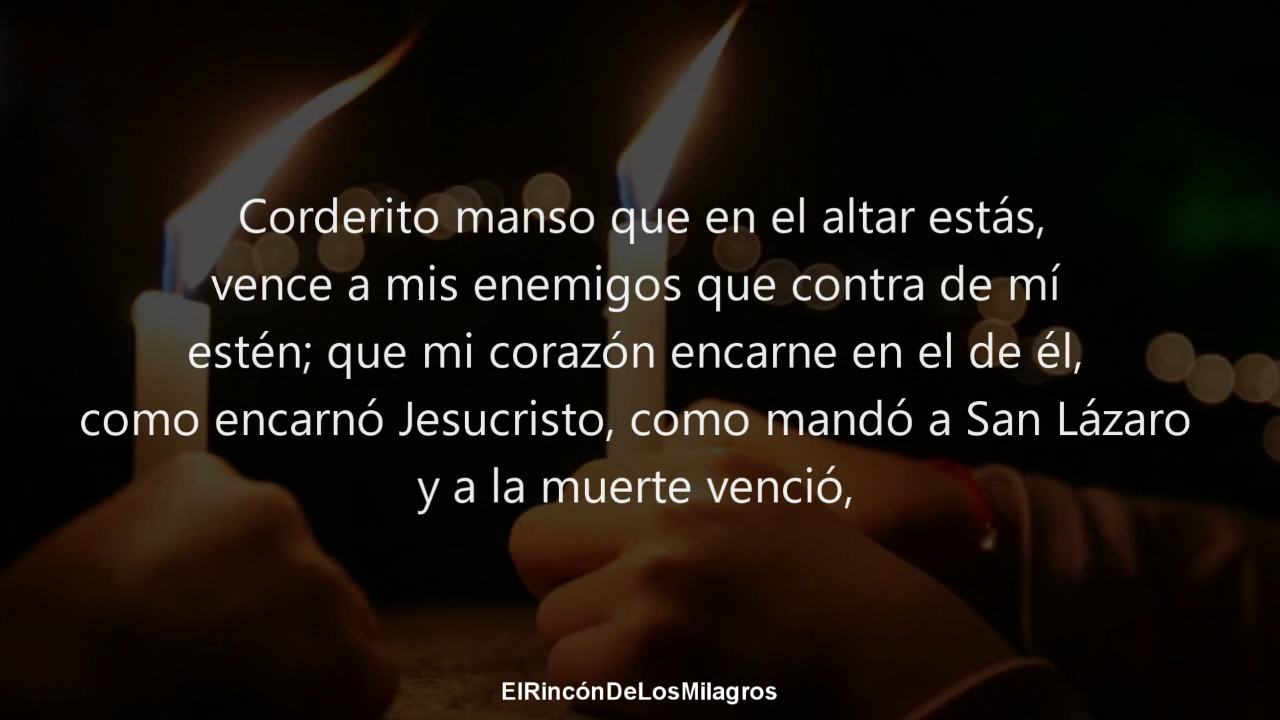 Corderito manso que en el altar estás,
vence a mis enemigos que contra de mí
estén; que mi corazón encarne en el de él,
como encarnó Jesucristo, como mandó a San Lázaro
y a la muerte venció,
ElRincónDeLosMilagros